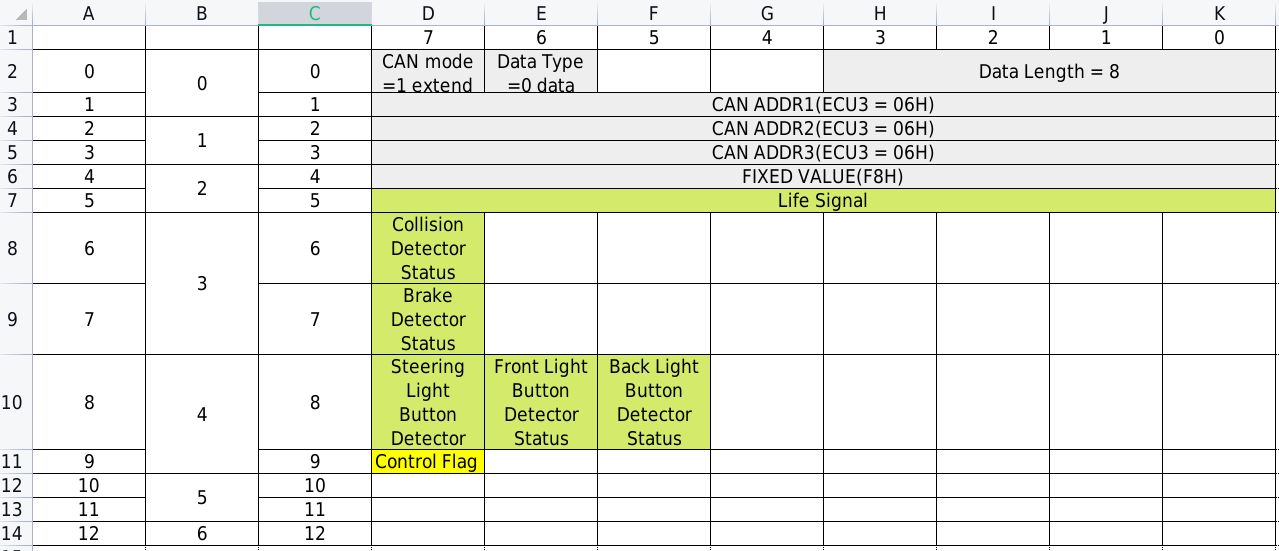 A B C D E F G H I J K
1 7 6 5 4 3 2 1 0
2 0 0 0 CAN mode =1 extend Data Type =0 data Data Length = 8
3 1 1 CAN ADDR1(ECU3 = 06H)
4 2 1 2 CAN ADDR2(ECU3 = 06H)
5 3 3 CAN ADDR3(ECU3 = 06H)
6 4 2 4 FIXED VALUE(F8H)
7 5 5 Life Signal
8 6 3 6 Collision Detector Status
9 7 7 Brake Detector Status
10 8 4 8 Steering Light Button Detector Front Light Button Detector Status Back Light Button Detector Status
11 9 9 Control Flag
12 10 5 10
13 11 11
14 12 6 12